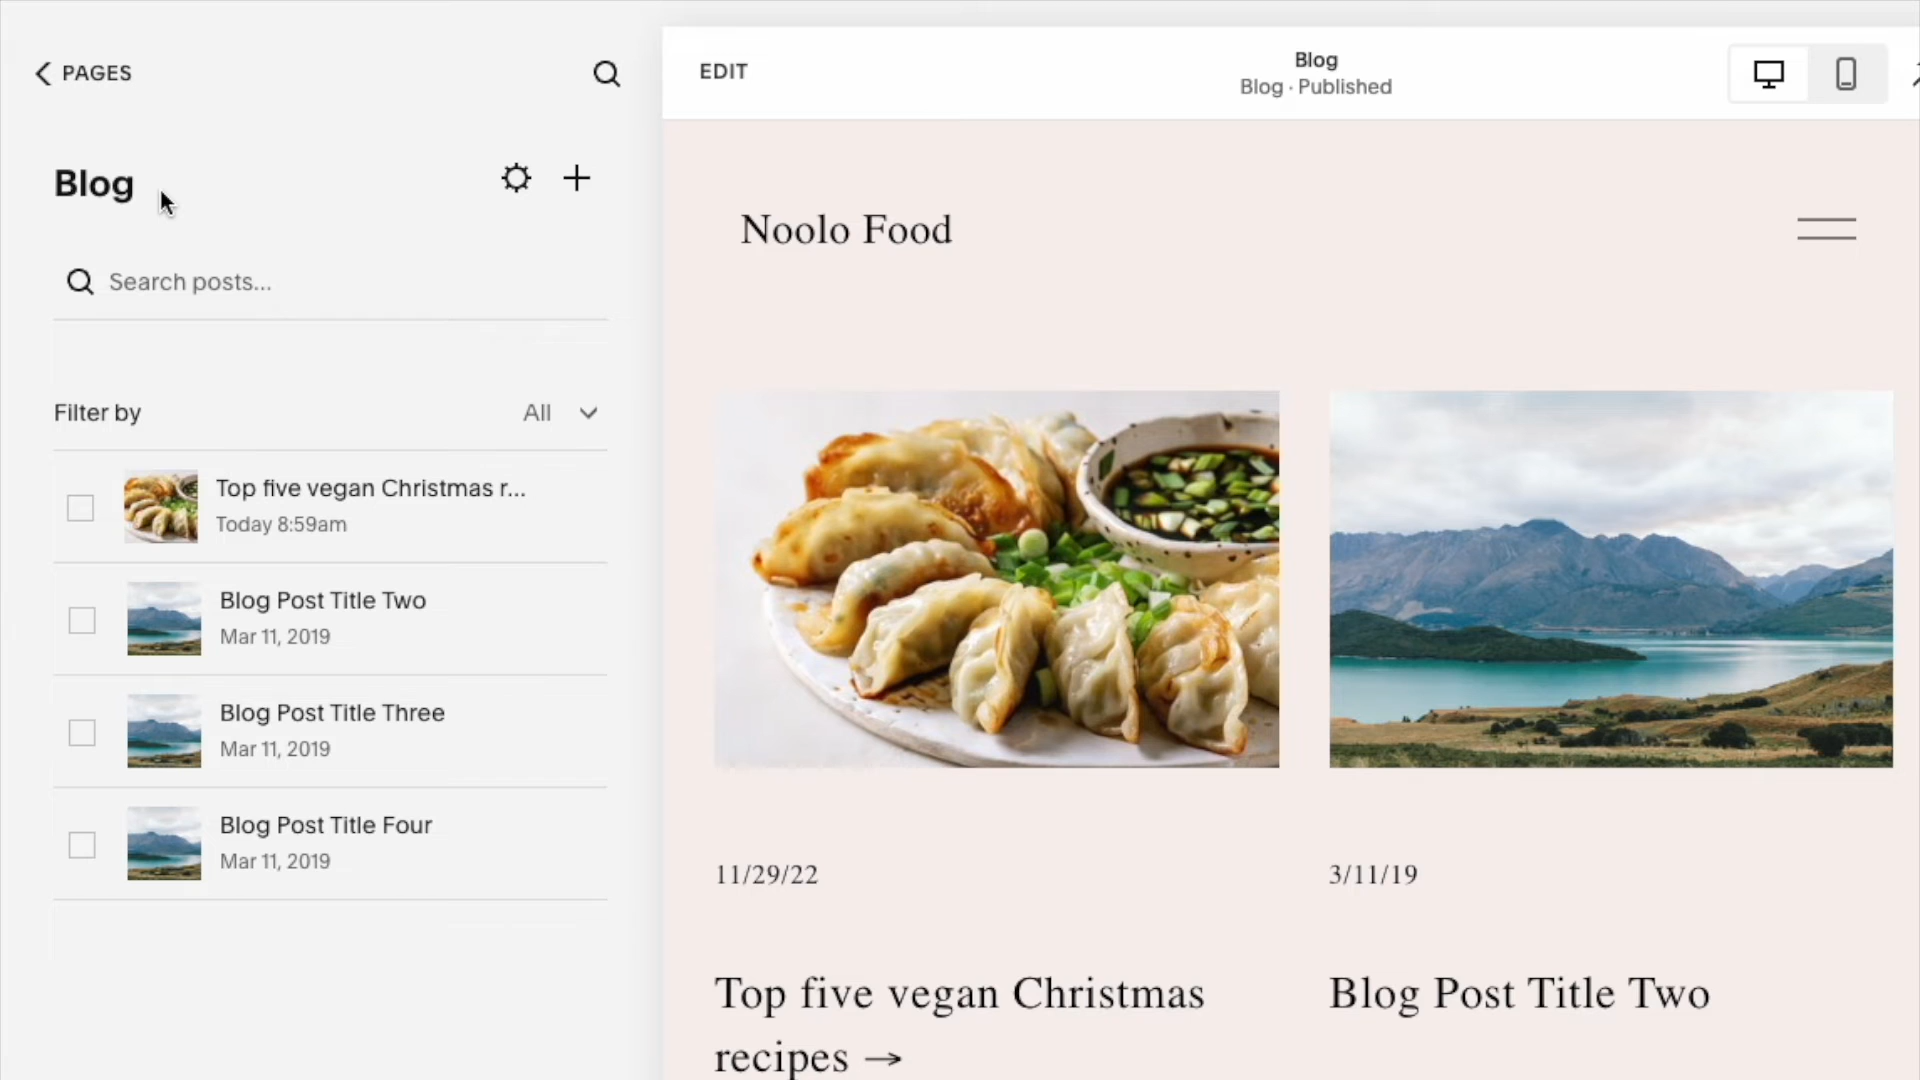 PAGES
Blog
Search posts...
Filter by
All
Top five vegan Christmas r...
Today 8:59am
Blog Post Title Two
Mar 11, 2019
Blog Post Title Three
Mar 11, 2019
Blog Post Title Four
Mar 11, 2019
EDIT
Blog
Blog · Published
Noolo Food
11/29/22
Top five vegan Christmas
recipes →
3/11/19
Blog Post Title Two